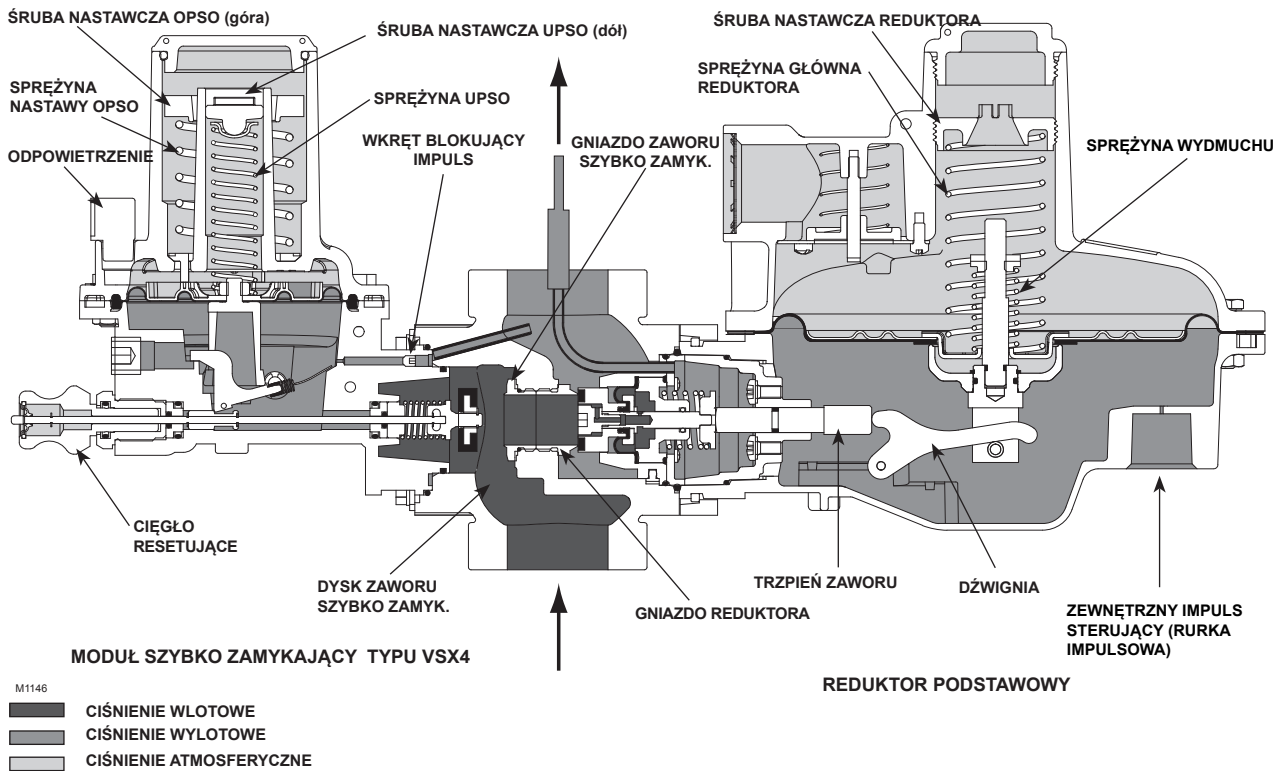 ŚRUBA NASTAWCZA OPSO (góra)
ŚRUBA NASTAWCZA UPSO (dół)
ŚRUBA NASTAWCZA REDUKTORA
SPRĘŻYNA
NASTAWY OPSO
SPRĘŻYNA UPSO
SPRĘŻYNA GŁÓWNA
REDUKTORA
ODPOWIETRZENIE
WKRĘT BLOKUJĄCY
IMPULS
GNIAZDO ZAWORU
SZYBKO ZAMYK.
SPRĘŻYNA WYDMUCHU
CIĘGŁO
RESETUJĄCE
DYSK ZAWORU
SZYBKO ZAMYK.
GNIAZDO REDUKTORA
TRZPIEŃ ZAWORU
DŹWIGNIA
ZEWNĘTRZNY IMPULS
STERUJĄCY (RURKA
IMPULSOWA)
MODUŁ SZYBKO ZAMYKAJĄCY TYPU VSX4
REDUKTOR PODSTAWOWY
M1146
CIŚNIENIE WLOTOWE
CIŚNIENIE WYLOTOWE
CIŚNIENIE ATMOSFERYCZNE